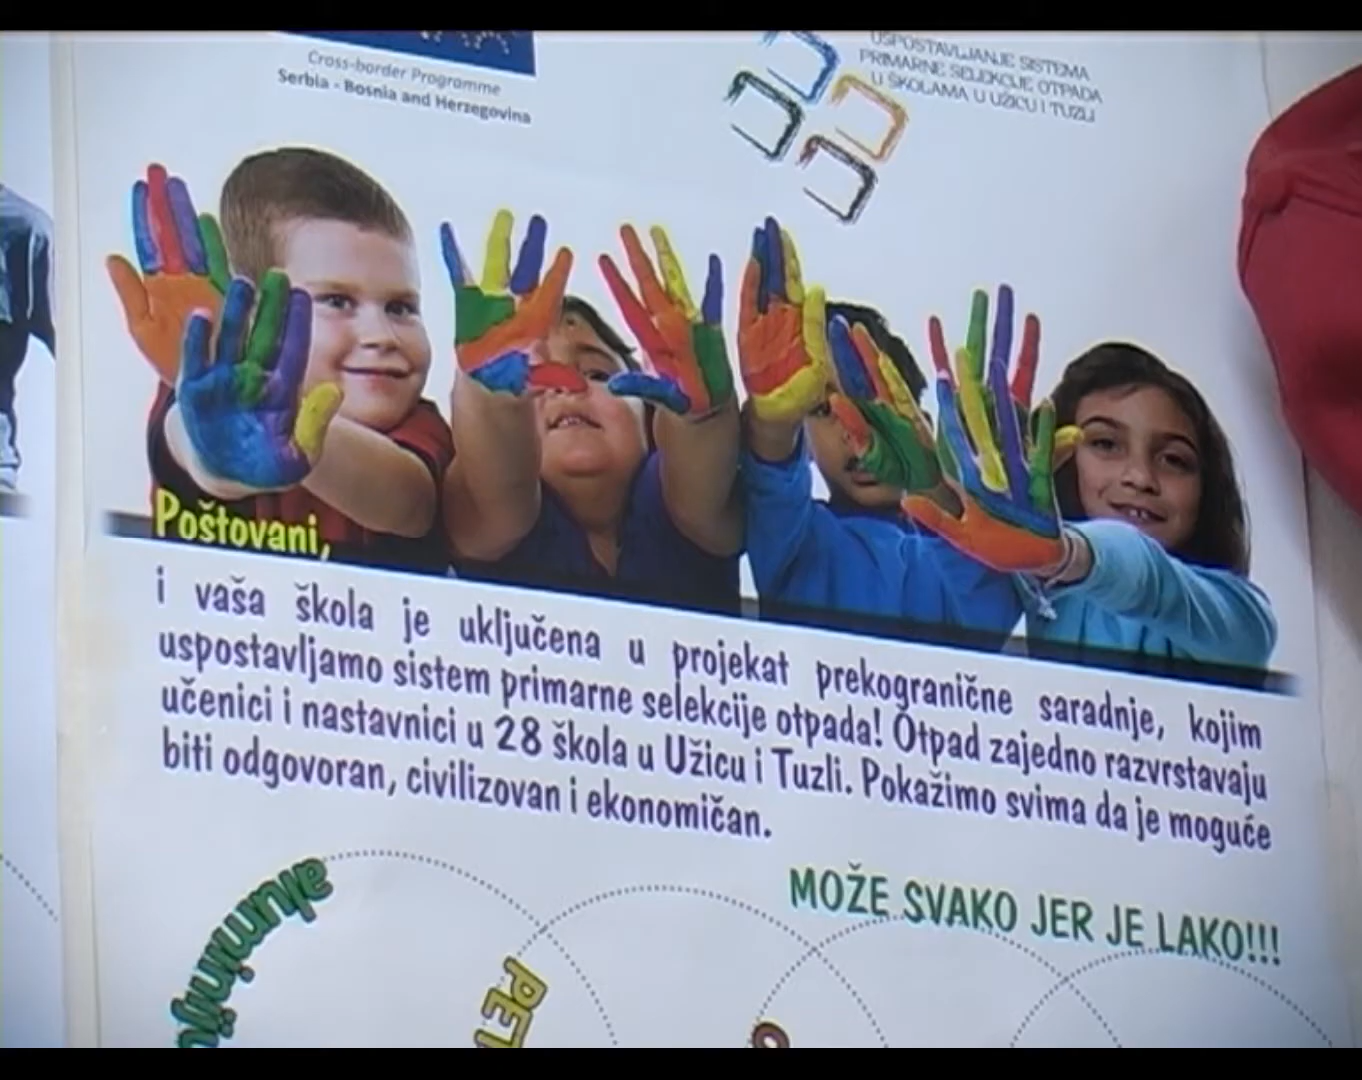 Cross-border Programme
Serbia - Bosnia and Herzegovina
USPOSTAVLJANJE SISTEMA
PRIMARNE SELEKCIJE OTPADA
U ŠKOLAMA U UŽICU I TUZLI
Poštovani,
i vaša škola je uključena u projekat prekogranične saradnje, kojim
uspostavljamo sistem primarne selekcije otpada! Otpad zajedno razvrstavaju
učenici i nastavnici u 28 škola u Užicu i Tuzli. Pokažimo svima da je moguće
biti odgovoran, civilizovan i ekonomičan.
MOŽE SVAKO JER JE LAKO!!!
aluminiju
PET